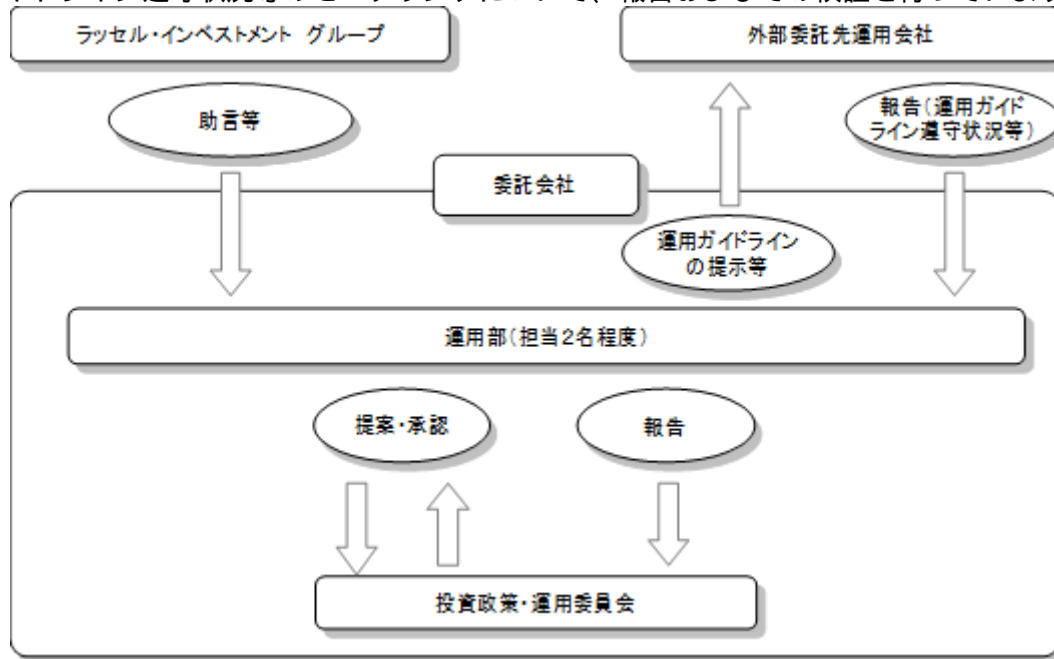 ラッセル・インベストメント グループ
外部委託先運用会社
助言等
報告(運用ガイド
ライン遵守状況等)
委託会社
運用ガイドライン
の提示等
運用部(担当2名程度)
提案・承認
報告
投資政策・運用委員会